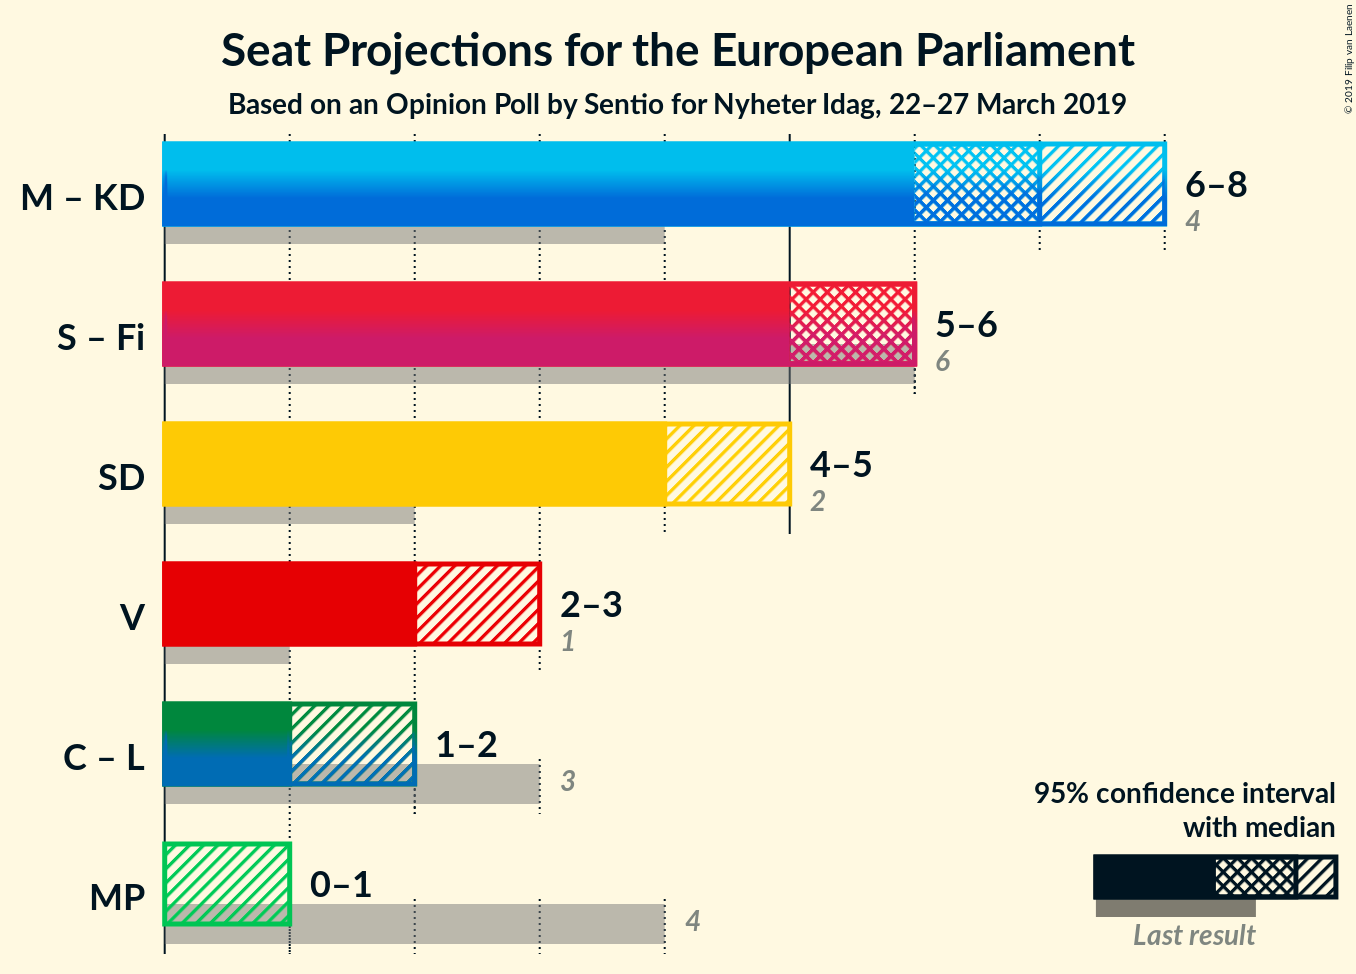 Seat Projections for the European Parliament
Based on an Opinion Poll by Sentio for Nyheter Idag, 22–27 March 2019
© 2019 Filip van Laenen
M – KD
6–8
4
S – Fi
5–6
6
SD
4–5
2
V
2–3
1
C – L
1–2
3
MP
0–1
4
95% confidence interval
with median
Last result